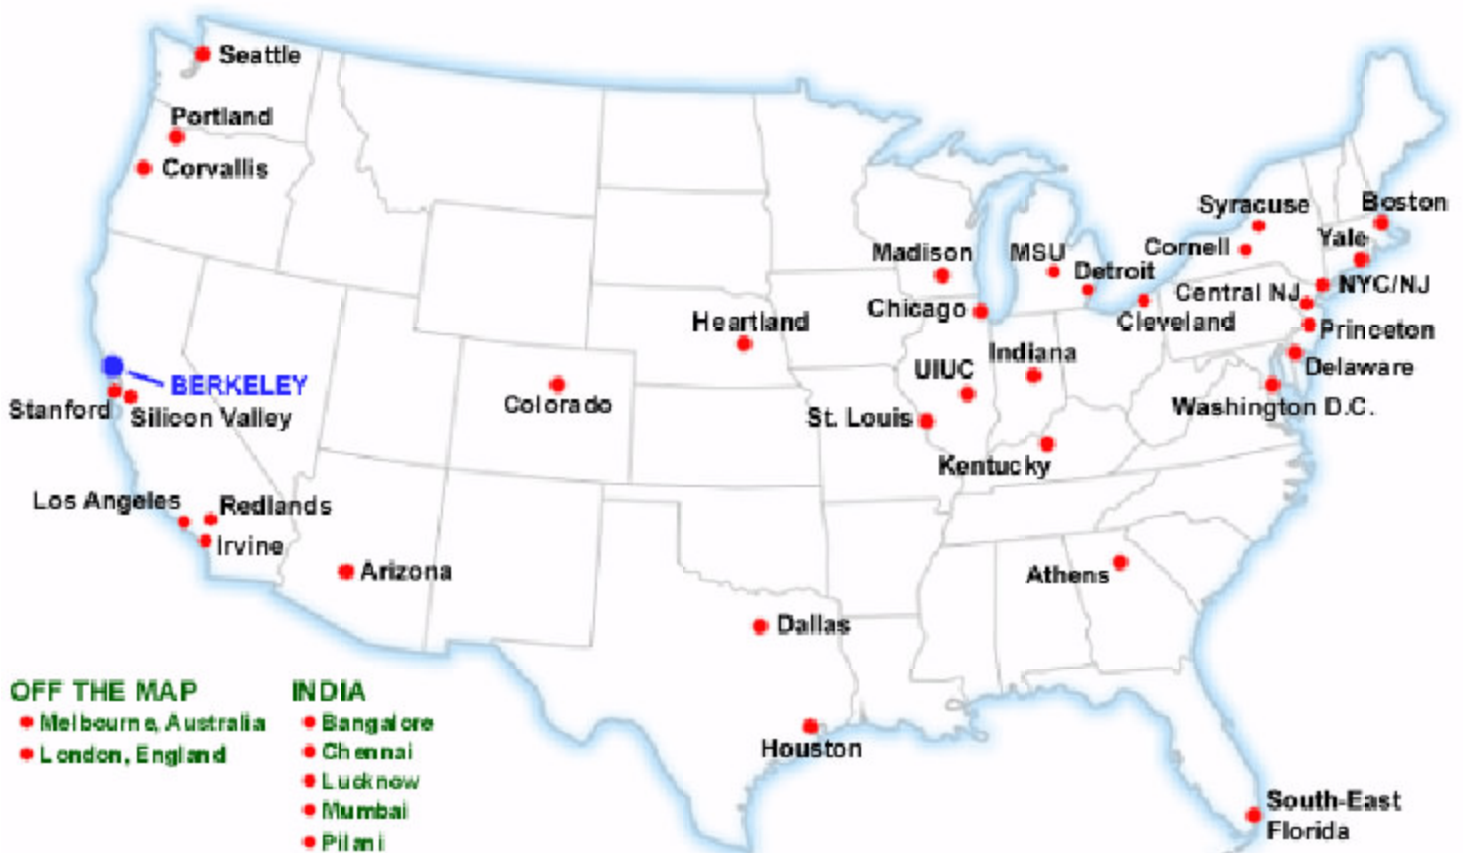 Seattle
Portland
Corvallis
Syracuse
Boston
Cornell
Yale
Madison
MSU
Detroit
Central NJ
NYC/NJ
Chicago
Cleveland
Princeton
Heartland
Indiana
UIUC
Delaware
BERKELEY
Colorado
Washington D.C.
Stanford
Silicon Valley
St. Louis
Kentucky
Los Angeles
Redlands
Irvine
Arizona
Athens
Dallas
OFF THE MAP
Melbourne, Australia
London, England
INDIA
Bangalore
Chennai
Lucknow
Mumbai
Pilani
Houston
South-East
Florida